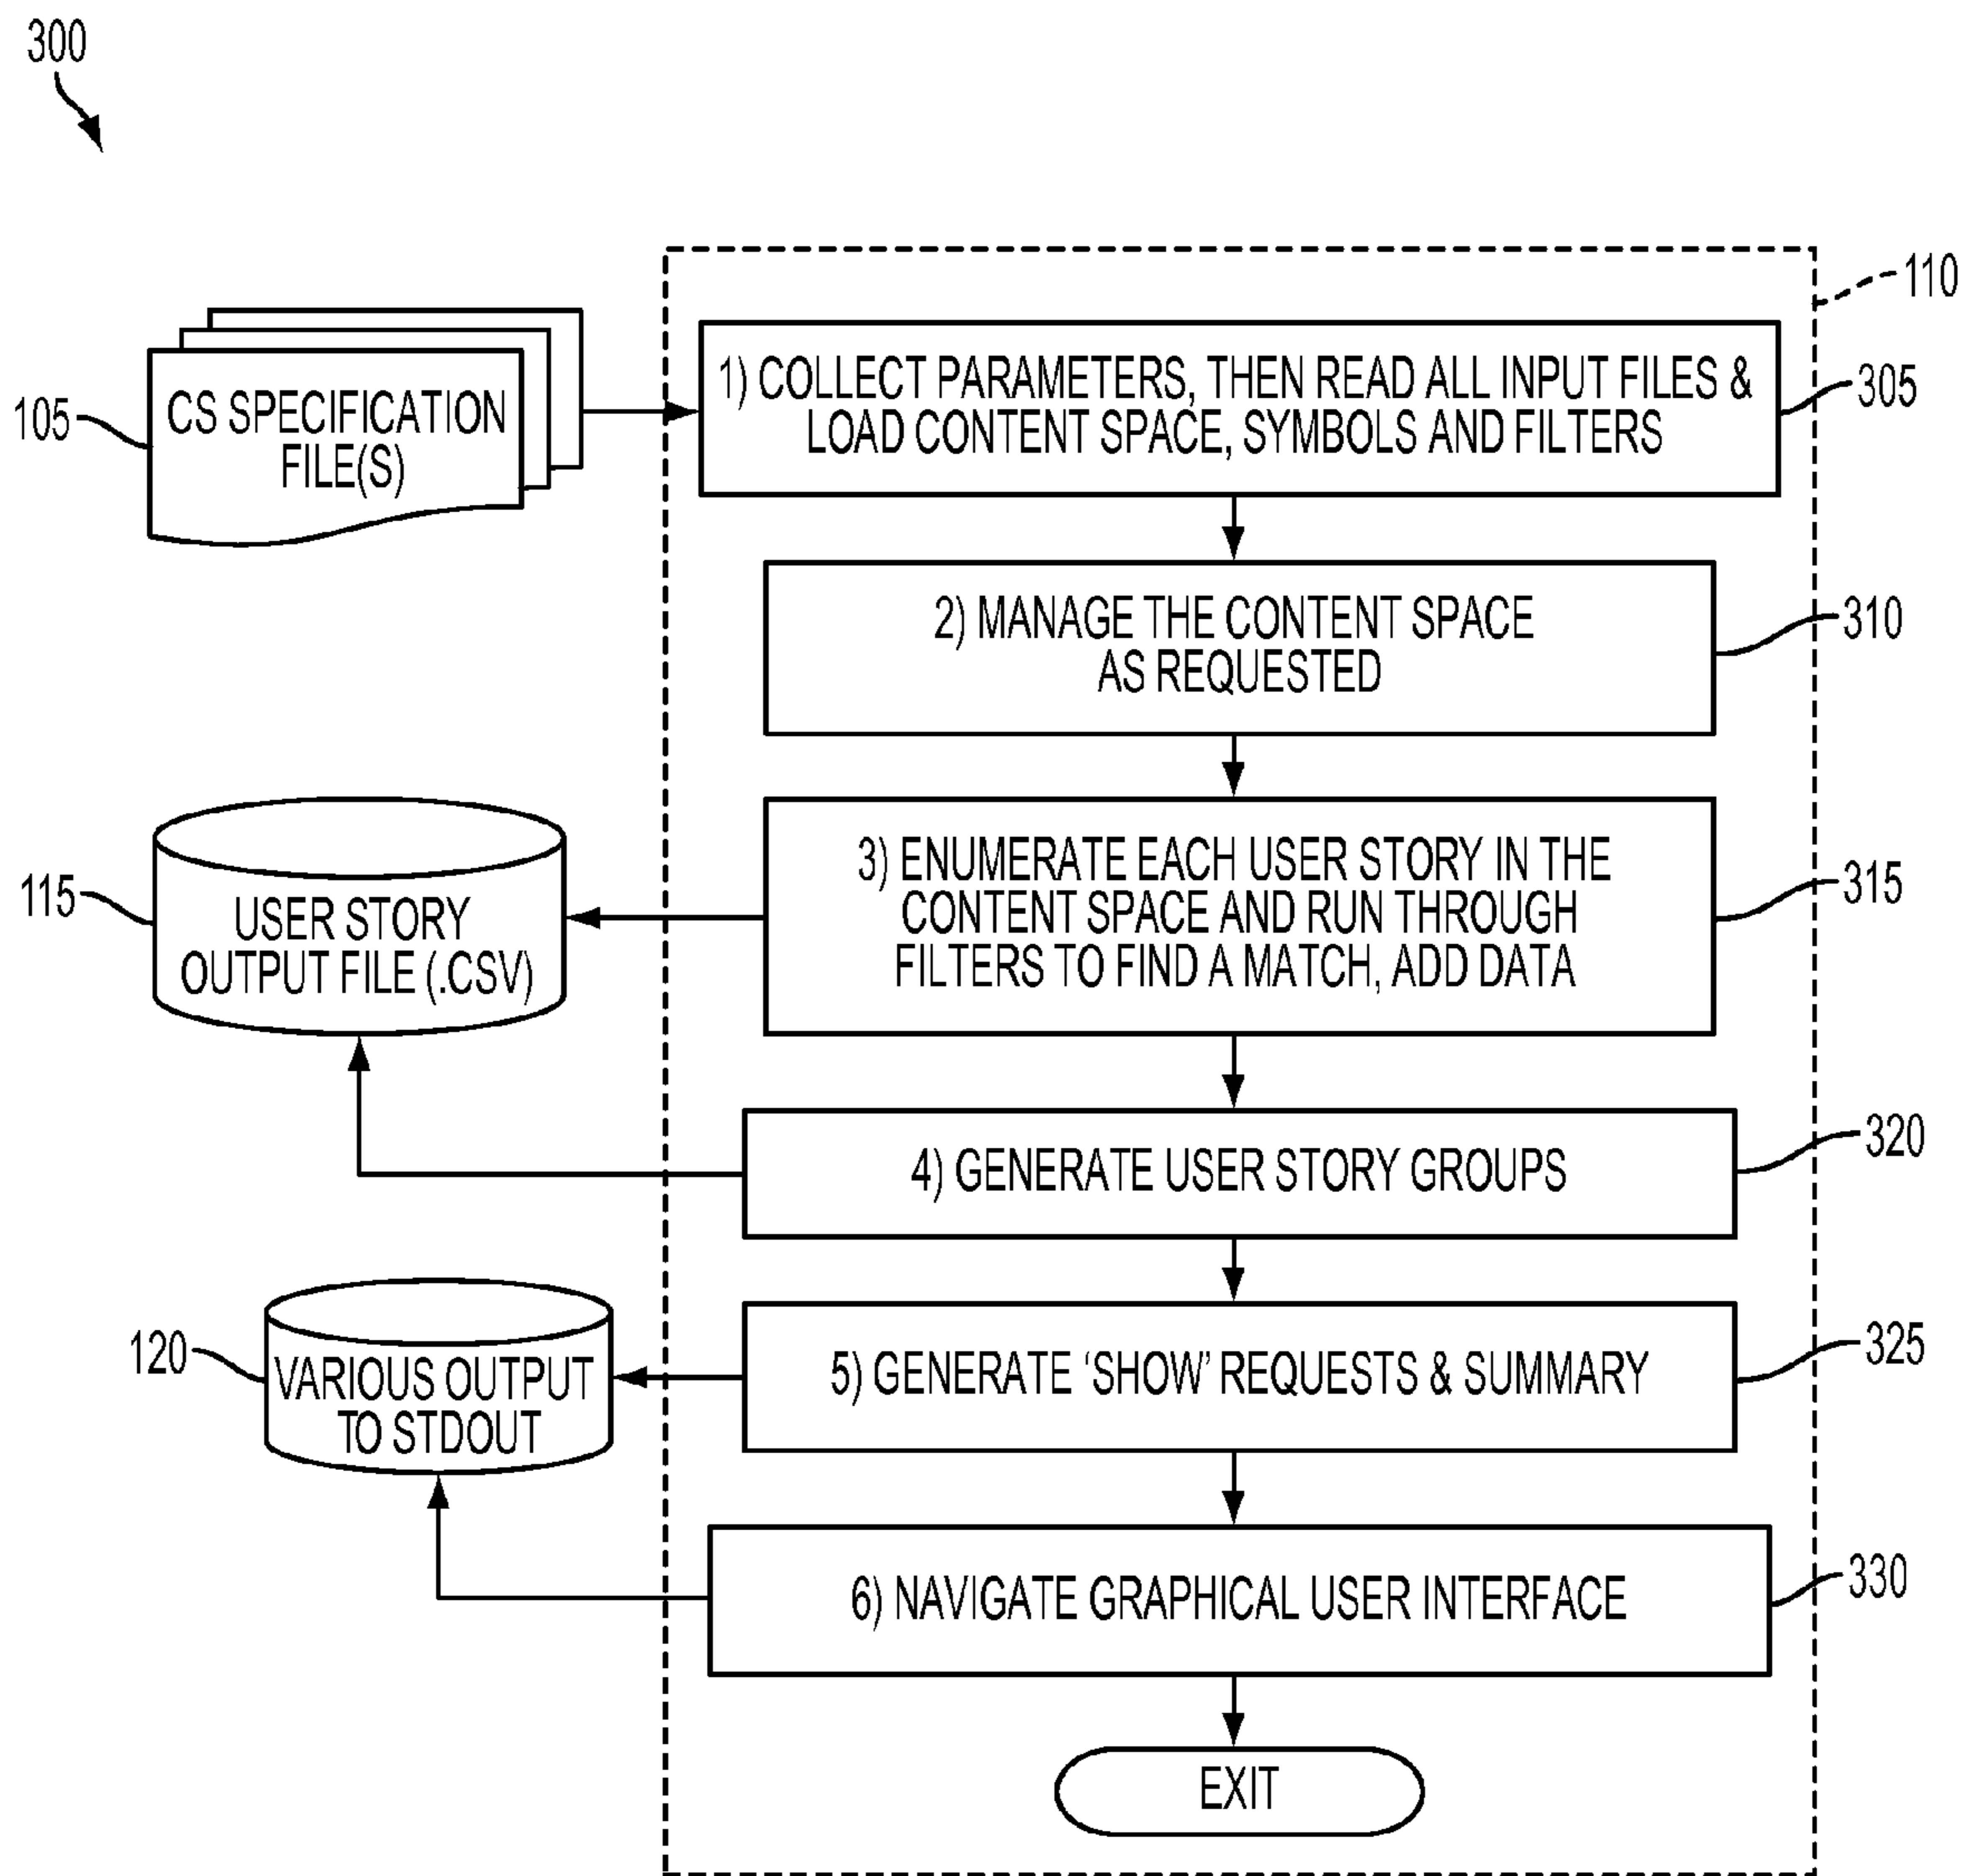 300
110
CS SPECIFICATION
FILE(S)
105
1) COLLECT PARAMETERS, THEN READ ALL INPUT FILES &
LOAD CONTENT SPACE, SYMBOLS AND FILTERS
305
2) MANAGE THE CONTENT SPACE
AS REQUESTED
310
3) ENUMERATE EACH USER STORY IN THE
CONTENT SPACE AND RUN THROUGH
FILTERS TO FIND A MATCH, ADD DATA
315
115
USER STORY
OUTPUT FILE (.CSV)
4) GENERATE USER STORY GROUPS
320
120
VARIOUS OUTPUT
TO STDOUT
5) GENERATE ‘SHOW’ REQUESTS & SUMMARY
325
6) NAVIGATE GRAPHICAL USER INTERFACE
330
EXIT